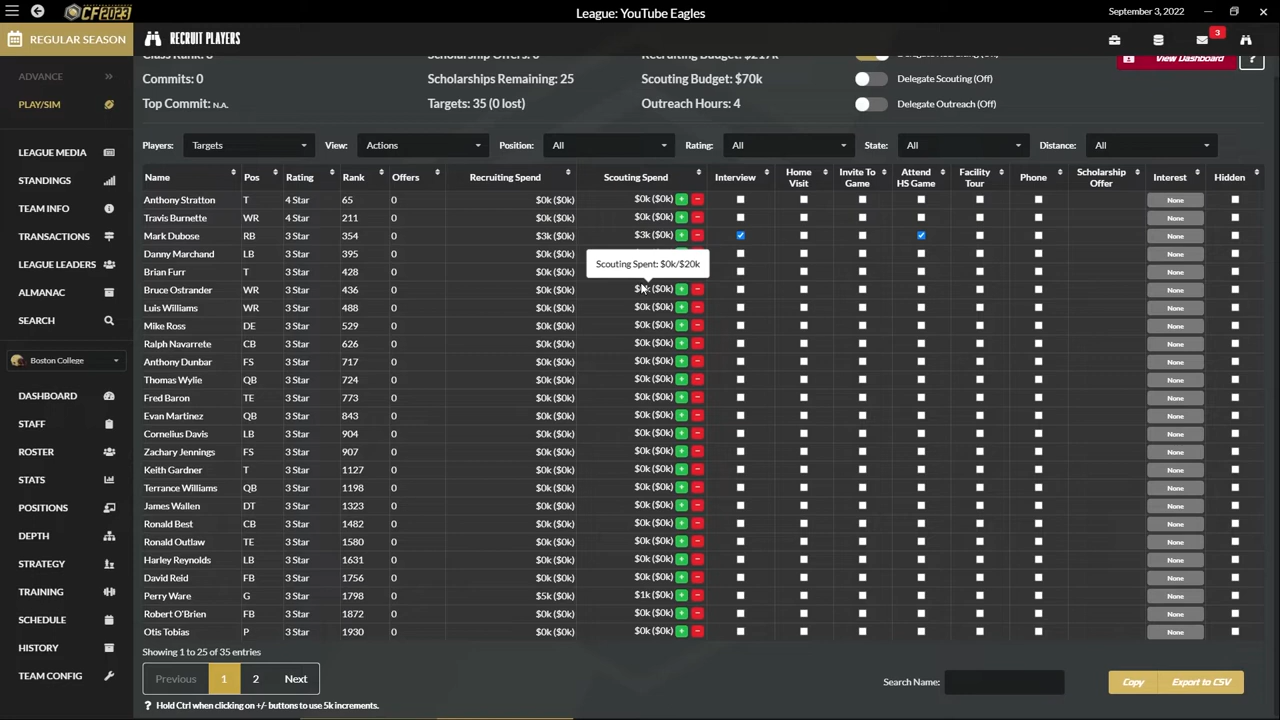 CF2023
League: YouTube Eagles
September 3, 2022
REGULAR SEASON
RECRUIT PLAYERS
3
ADVANCE
PLAY/SIM
LEAGUE MEDIA
STANDINGS
TEAM INFO
TRANSACTIONS
LEAGUE LEADERS
ALMANAC
SEARCH
Boston College
DASHBOARD
STAFF
ROSTER
STATS
POSITIONS
DEPTH
STRATEGY
TRAINING
SCHEDULE
HISTORY
TEAM CONFIG
View Dashboard
?
Commits: 0
Scholarships Remaining: 25
Scouting Budget: $70k
Delegate Scouting (Off)
Top Commit: N.A.
Targets: 35 (0 lost)
Outreach Hours: 4
Delegate Outreach (Off)
Players: Targets View: Actions Position: All Rating: All State: All Distance: All
Name Pos Rating Rank Offers Recruiting Spend Scouting Spend Interview Home Visit Invite To Game Attend HS Game Facility Tour Phone Scholarship Offer Interest Hidden
Anthony Stratton T 4 Star 65 0 $0k ($0k) $0k ($0k) + − None
Travis Burnette WR 4 Star 211 0 $0k ($0k) $0k ($0k) + − None
Mark Dubose RB 3 Star 354 0 $3k ($0k) $3k ($0k) + − None
Danny Marchand LB 3 Star 395 0 $0k ($0k) None
Scouting Spent: $0k/$20k
Brian Furr T 3 Star 428 0 $0k ($0k) None
Bruce Ostrander WR 3 Star 436 0 $0k ($0k) ($0k) + − None
Luis Williams WR 3 Star 488 0 $0k ($0k) $0k ($0k) + − None
Mike Ross DE 3 Star 529 0 $0k ($0k) $0k ($0k) + − None
Ralph Navarrete CB 3 Star 626 0 $0k ($0k) $0k ($0k) + − None
Anthony Dunbar FS 3 Star 717 0 $0k ($0k) $0k ($0k) + − None
Thomas Wylie QB 3 Star 724 0 $0k ($0k) $0k ($0k) + − None
Fred Baron TE 3 Star 773 0 $0k ($0k) $0k ($0k) + − None
Evan Martinez QB 3 Star 843 0 $0k ($0k) $0k ($0k) + − None
Cornelius Davis LB 3 Star 904 0 $0k ($0k) $0k ($0k) + − None
Zachary Jennings FS 3 Star 907 0 $0k ($0k) $0k ($0k) + − None
Keith Gardner T 3 Star 1127 0 $0k ($0k) $0k ($0k) + − None
Terrance Williams QB 3 Star 1198 0 $0k ($0k) $0k ($0k) + − None
James Wallen DT 3 Star 1323 0 $0k ($0k) $0k ($0k) + − None
Ronald Best CB 3 Star 1482 0 $0k ($0k) $0k ($0k) + − None
Ronald Outlaw TE 3 Star 1580 0 $0k ($0k) $0k ($0k) + − None
Harley Reynolds LB 3 Star 1631 0 $0k ($0k) $0k ($0k) + − None
David Reid FB 3 Star 1756 0 $0k ($0k) $0k ($0k) + − None
Perry Ware G 3 Star 1798 0 $5k ($0k) $1k ($0k) + − None
Robert O'Brien FB 3 Star 1872 0 $0k ($0k) $0k ($0k) + − None
Otis Tobias P 3 Star 1930 0 $0k ($0k) $0k ($0k) + − None
Showing 1 to 25 of 35 entries
Previous 1 2 Next
Search Name:
Copy Export to CSV
? Hold Ctrl when clicking on +/- buttons to use 5k increments.